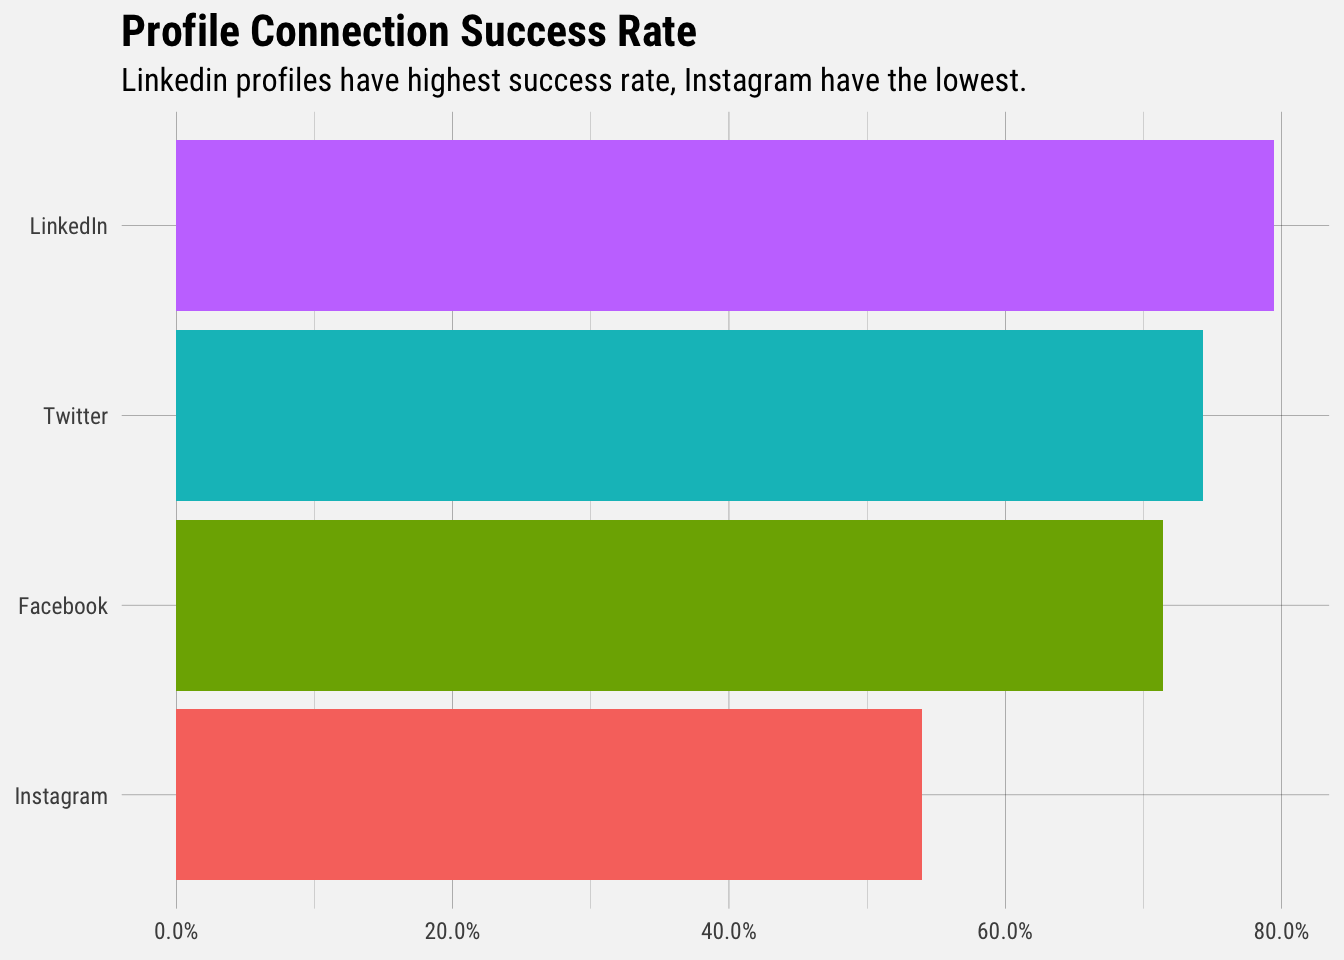 Profile Connection Success Rate
Linkedin profiles have highest success rate, Instagram have the lowest.
LinkedIn
Twitter
Facebook
Instagram
0.0% 20.0% 40.0% 60.0% 80.0%